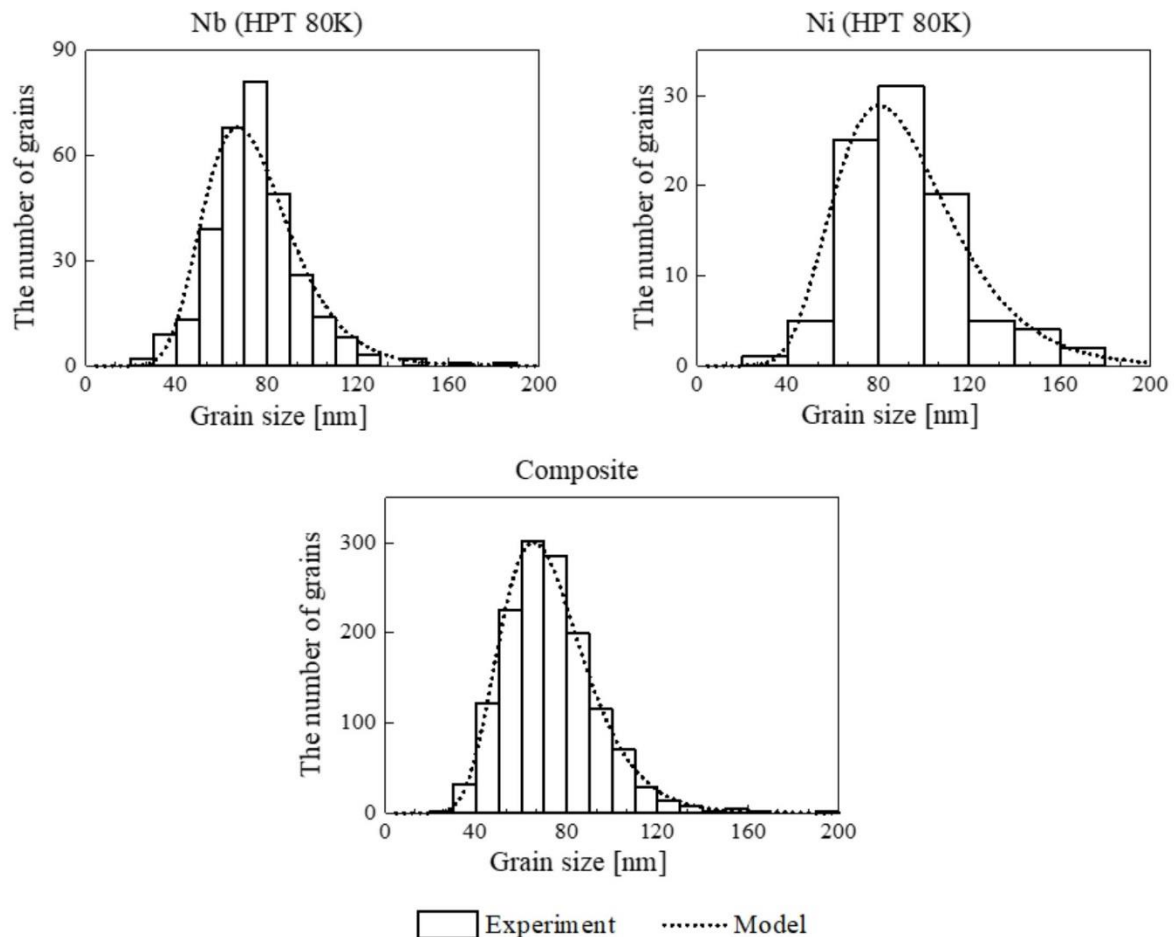 Nb (HPT 80K)
The number of grains
90
60
30
0
0 40 80 120 160 200
Grain size [nm]
Ni (HPT 80K)
The number of grains
30
20
10
0
0 40 80 120 160 200
Grain size [nm]
Composite
The number of grains
300
200
100
0
0 40 80 120 160 200
Grain size [nm]
Experiment Model